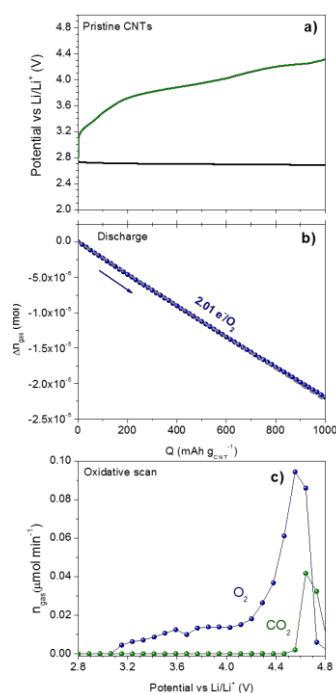 Pristine CNTs
a)
Potential vs Li/Li⁺ (V)
4.8
4.4
4.0
3.6
3.2
2.8
2.4
2.0
Discharge
b)
2.01 e⁻/O₂
Δn_gas (mol)
0.0
-5.0x10⁻⁶
-1.0x10⁻⁵
-1.5x10⁻⁵
-2.0x10⁻⁵
-2.5x10⁻⁵
0 200 400 600 800 1000
Q (mAh g_CNT⁻¹)
Oxidative scan
c)
n_gas (μmol min⁻¹)
0.10
0.08
0.06
0.04
0.02
0.00
O₂
CO₂
2.8 3.2 3.6 4.0 4.4 4.8
Potential vs Li/Li⁺ (V)